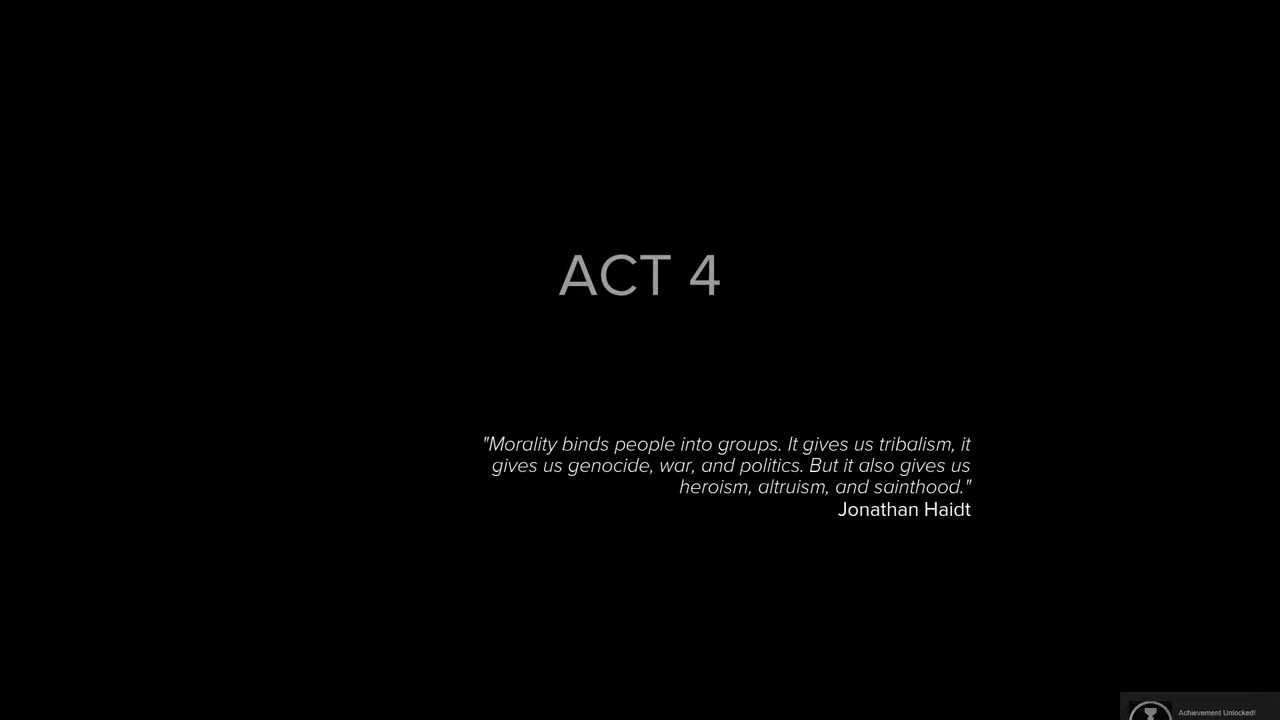 ACT 4
"Morality binds people into groups. It gives us tribalism, it
gives us genocide, war, and politics. But it also gives us
heroism, altruism, and sainthood."
Jonathan Haidt
Achievement Unlocked!